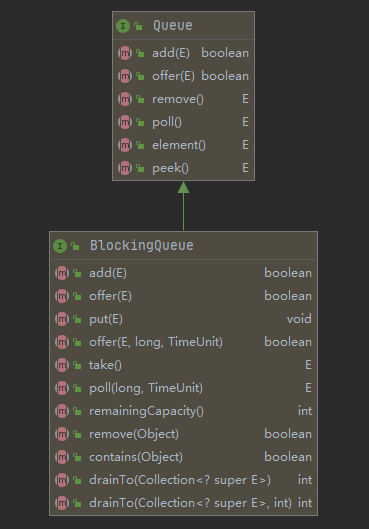 Queue
add(E) boolean
offer(E) boolean
remove() E
poll() E
element() E
peek() E
BlockingQueue
add(E) boolean
offer(E) boolean
put(E) void
offer(E, long, TimeUnit) boolean
take() E
poll(long, TimeUnit) E
remainingCapacity() int
remove(Object) boolean
contains(Object) boolean
drainTo(Collection<? super E>) int
drainTo(Collection<? super E>, int) int